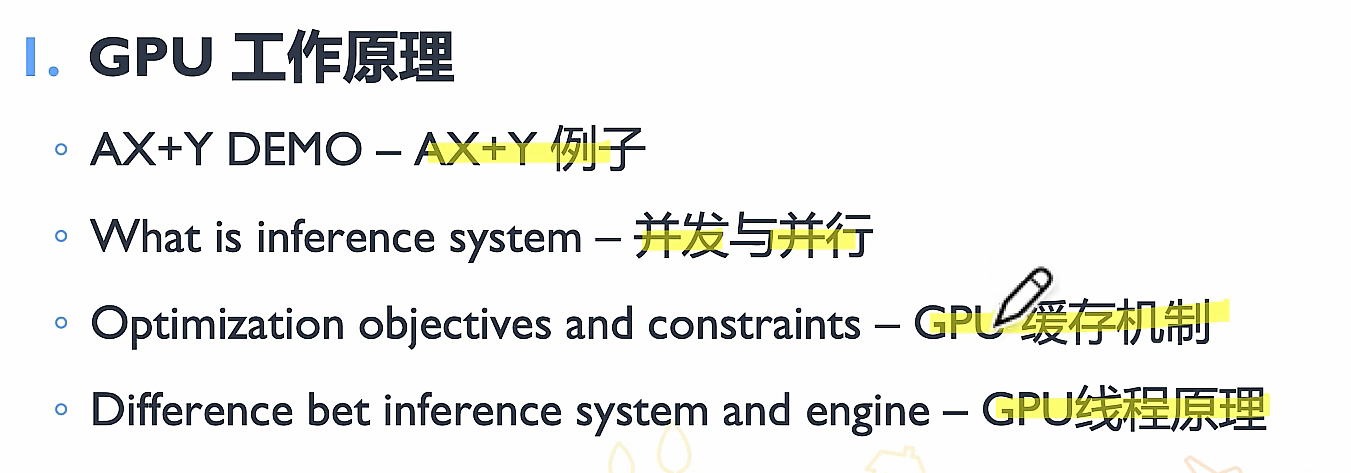 1. GPU 工作原理
◦ AX+Y DEMO – AX+Y 例子
◦ What is inference system – 并发与并行
◦ Optimization objectives and constraints – GPU 缓存机制
◦ Difference bet inference system and engine – GPU线程原理